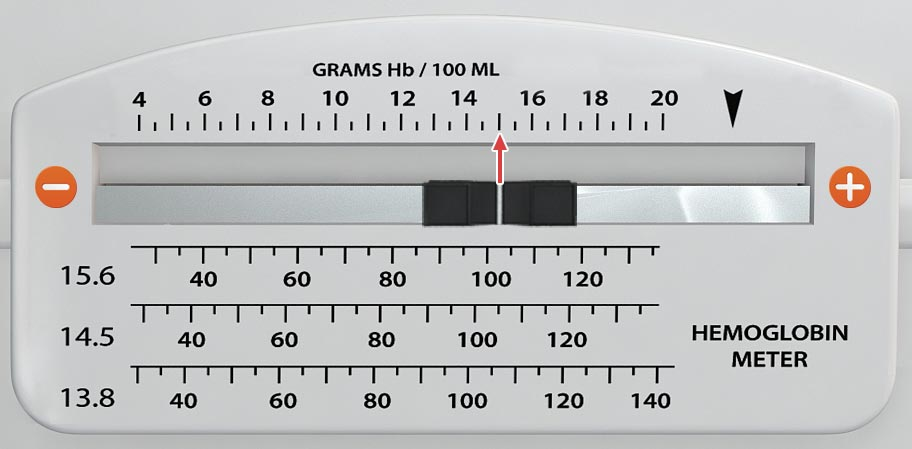 GRAMS Hb / 100 ML
4 6 8 10 12 14 16 18 20
− +
15.6 40 60 80 100 120
14.5 40 60 80 100 120
HEMOGLOBIN
METER
13.8 40 60 80 100 120 140